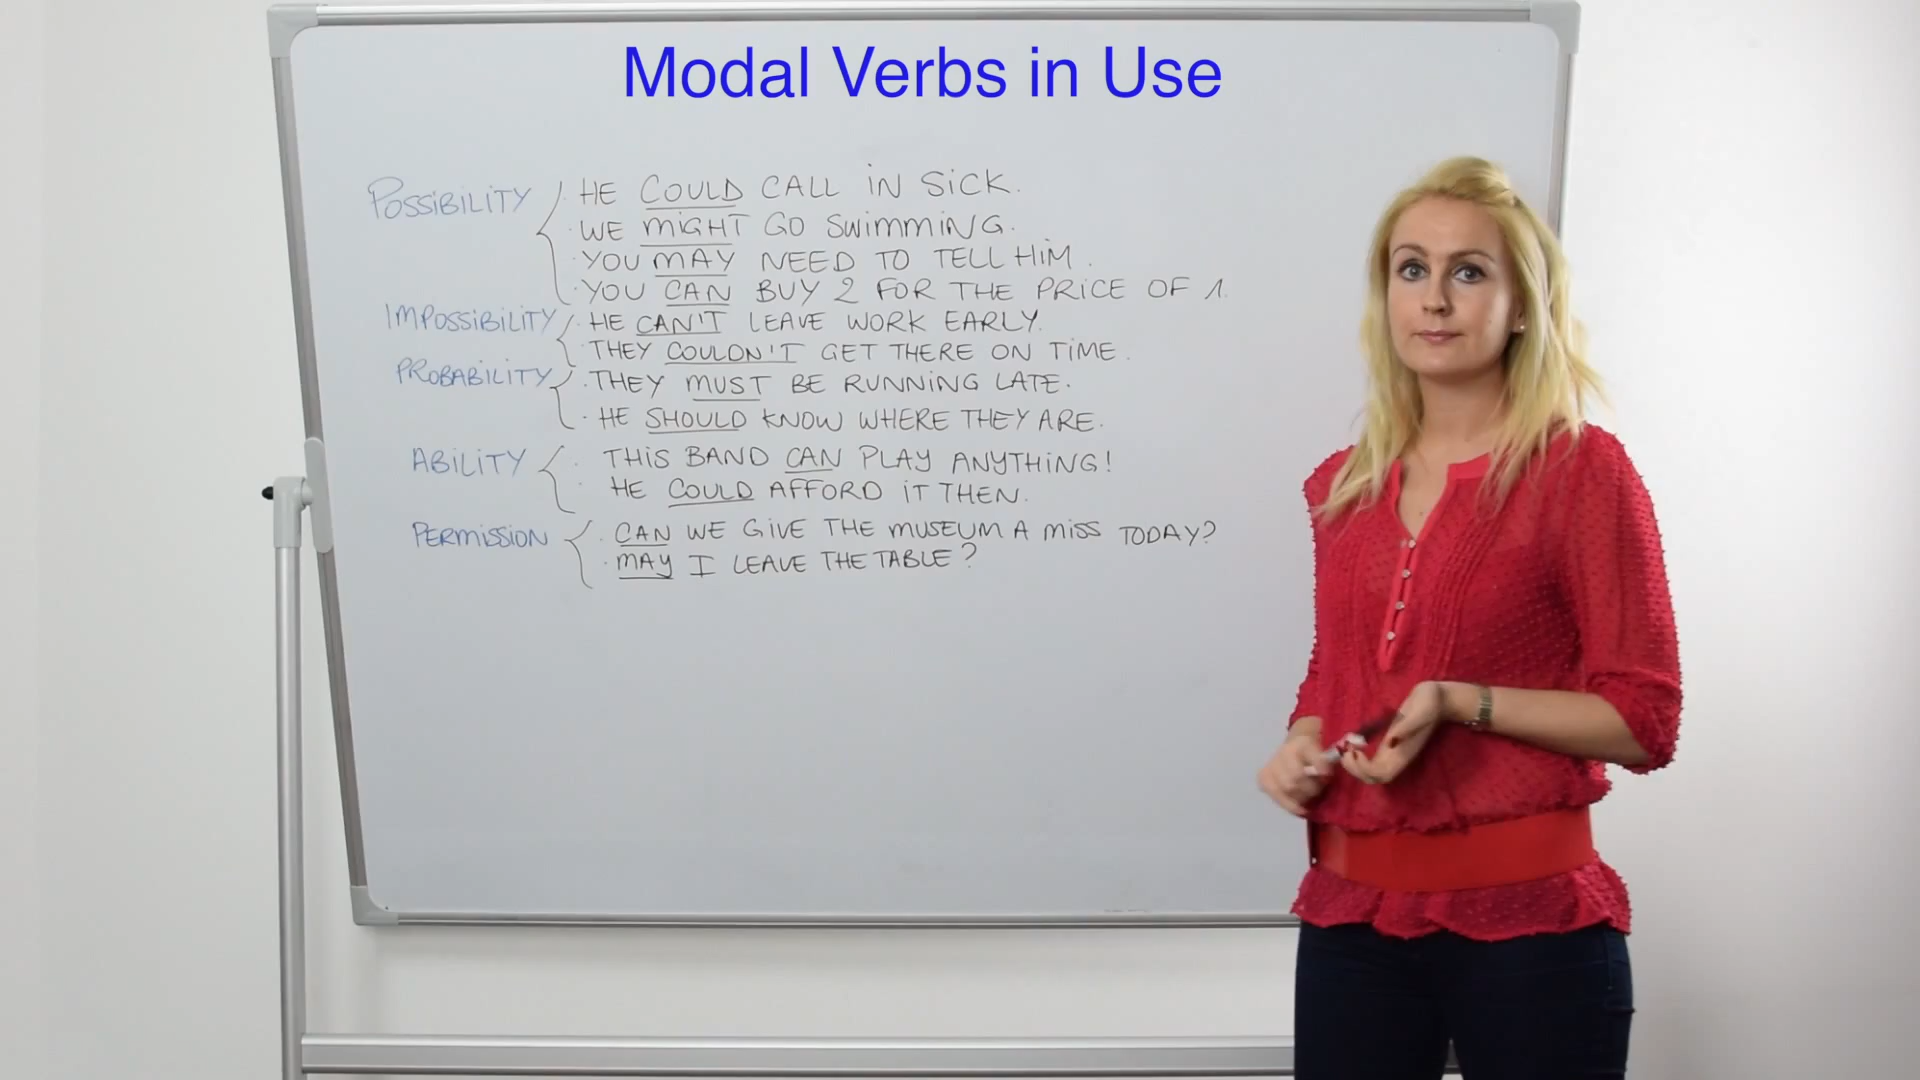 Modal Verbs in Use
POSSIBILITY
· HE COULD CALL IN SICK.
· WE MIGHT GO SWIMMING.
· YOU MAY NEED TO TELL HIM.
· YOU CAN BUY 2 FOR THE PRICE OF 1.
IMPOSSIBILITY
· HE CAN'T LEAVE WORK EARLY.
· THEY COULDN'T GET THERE ON TIME.
PROBABILITY
· THEY MUST BE RUNNING LATE.
· HE SHOULD KNOW WHERE THEY ARE.
ABILITY
· THIS BAND CAN PLAY ANYTHING!
· HE COULD AFFORD IT THEN.
PERMISSION
· CAN WE GIVE THE MUSEUM A MISS TODAY?
· MAY I LEAVE THE TABLE?